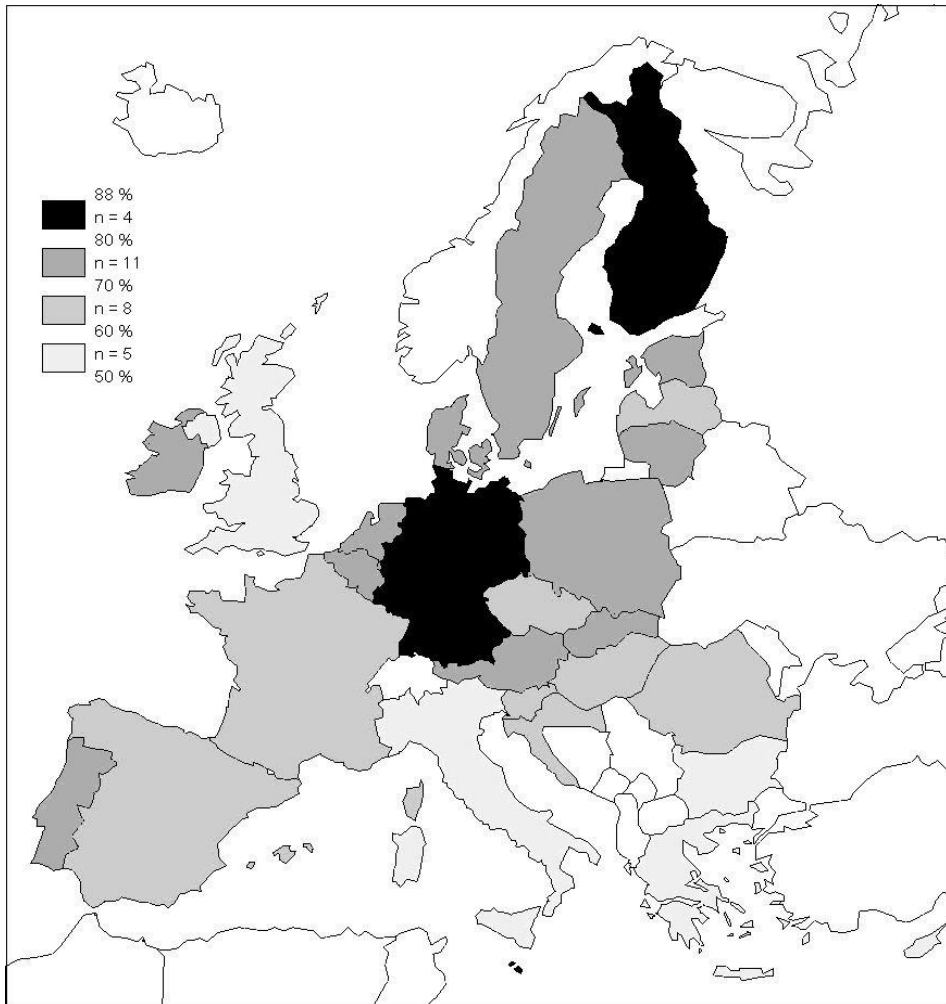 88 %
n = 4
80 %
n = 11
70 %
n = 8
60 %
n = 5
50 %